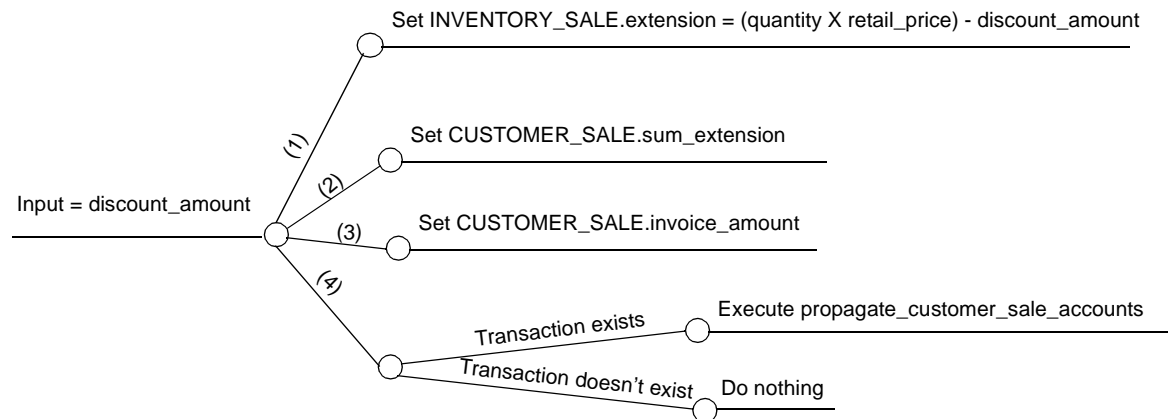 Set INVENTORY_SALE.extension = (quantity X retail_price) - discount_amount
(1)
Set CUSTOMER_SALE.sum_extension
(2)
Input = discount_amount
Set CUSTOMER_SALE.invoice_amount
(3)
(4)
Execute propagate_customer_sale_accounts
Transaction exists
Transaction doesn't exist
Do nothing